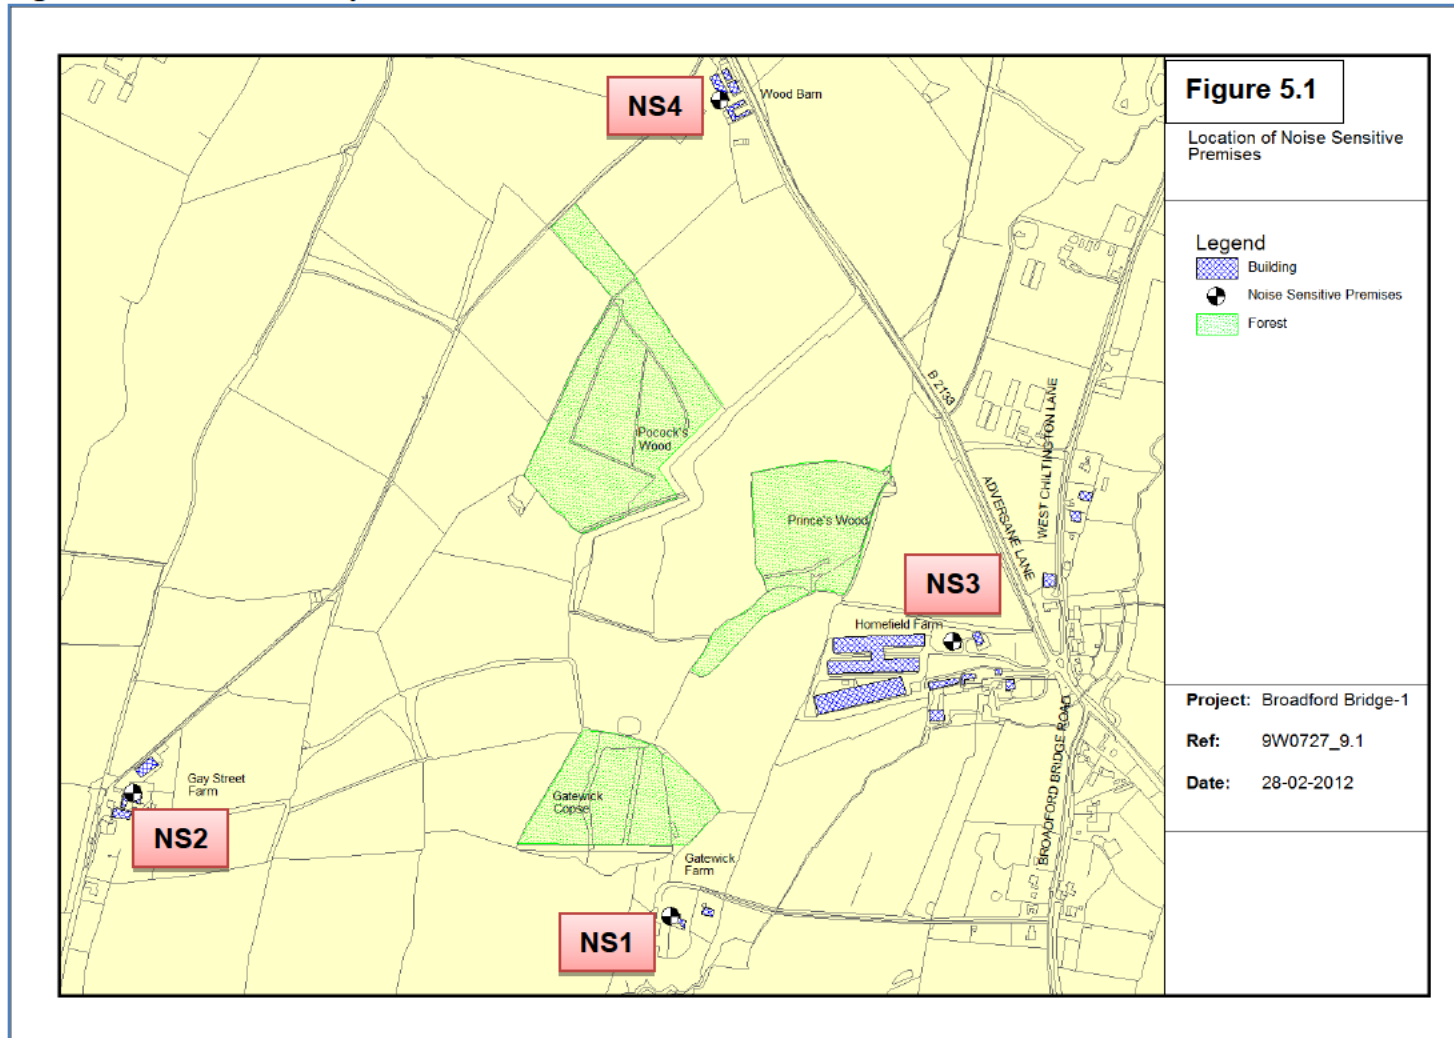 NS4
Wood Barn
Figure 5.1
Location of Noise Sensitive
Premises
Legend
Building
Noise Sensitive Premises
Forest
B 2133
WEST CHILTINGTON LANE
Pocock's
Wood
ADVERSANE LANE
Prince's Wood
NS3
Homefield Farm
BROADFORD BRIDGE ROAD
Project: Broadford Bridge-1
Ref: 9W0727_9.1
Date: 28-02-2012
Gay Street
Farm
NS2
Gatewick
Copse
Gatewick
Farm
NS1